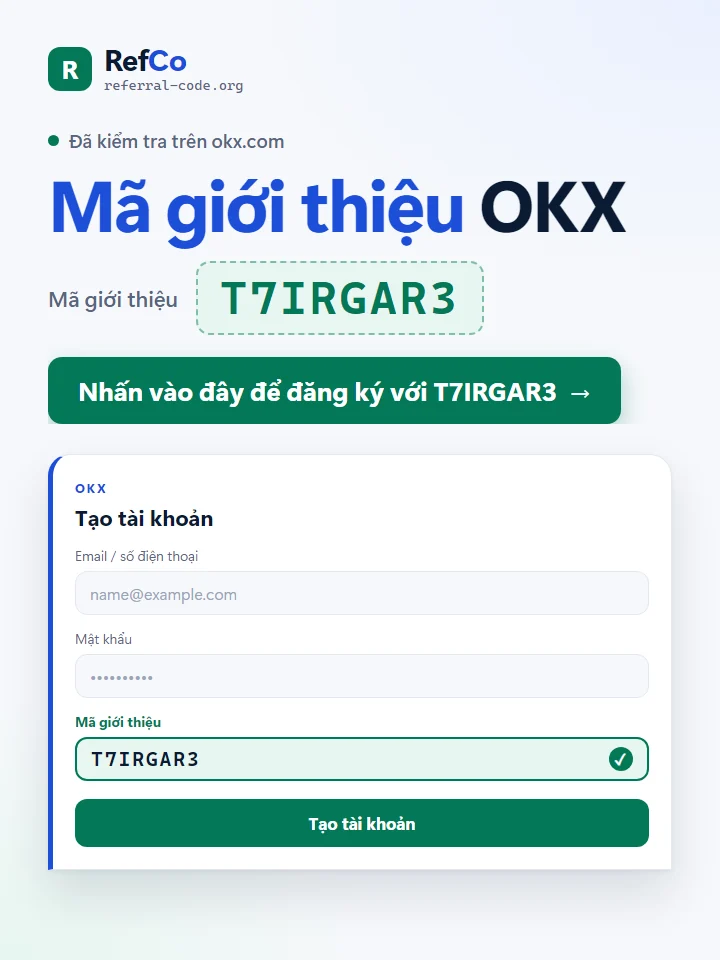 R
RefCo
referral-code.org
Đã kiểm tra trên okx.com
Mã giới thiệu OKX
Mã giới thiệu
T7IRGAR3
Nhấn vào đây để đăng ký với T7IRGAR3 →
OKX
Tạo tài khoản
Email / số điện thoại
name@example.com
Mật khẩu
••••••••••
Mã giới thiệu
T7IRGAR3
Tạo tài khoản